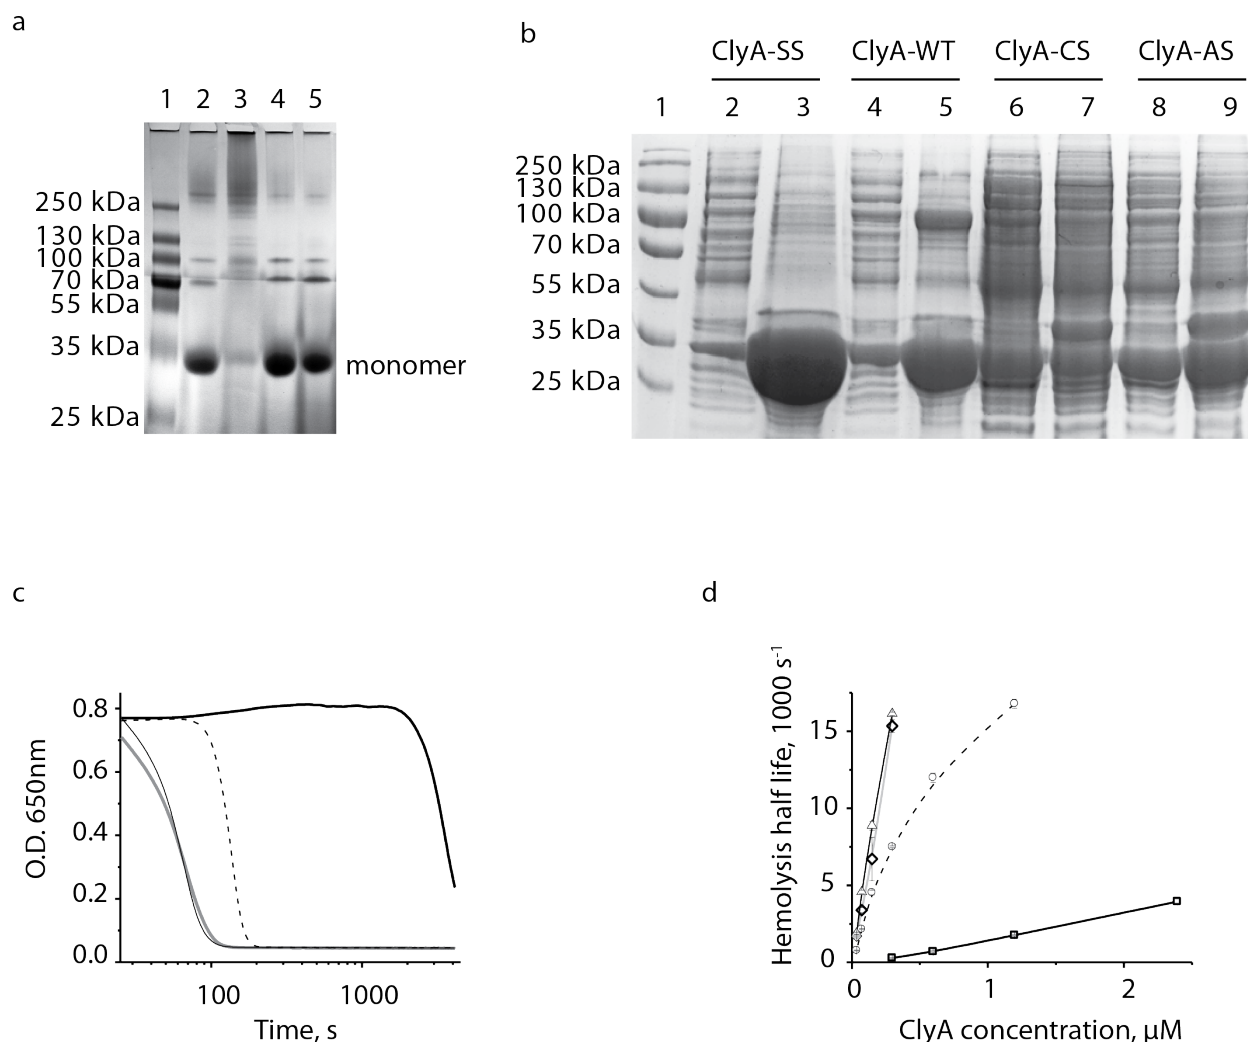 a
1 2 3 4 5
250 kDa
130 kDa
100 kDa
70 kDa
55 kDa
35 kDa
25 kDa
monomer
b
ClyA-SS ClyA-WT ClyA-CS ClyA-AS
1 2 3 4 5 6 7 8 9
250 kDa
130 kDa
100 kDa
70 kDa
55 kDa
35 kDa
25 kDa
c
O.D. 650nm
0.8
0.6
0.4
0.2
0.0
100 1000
Time, s
d
Hemolysis half life, 1000 s⁻¹
15
10
5
0
0 1 2
ClyA concentration, µM